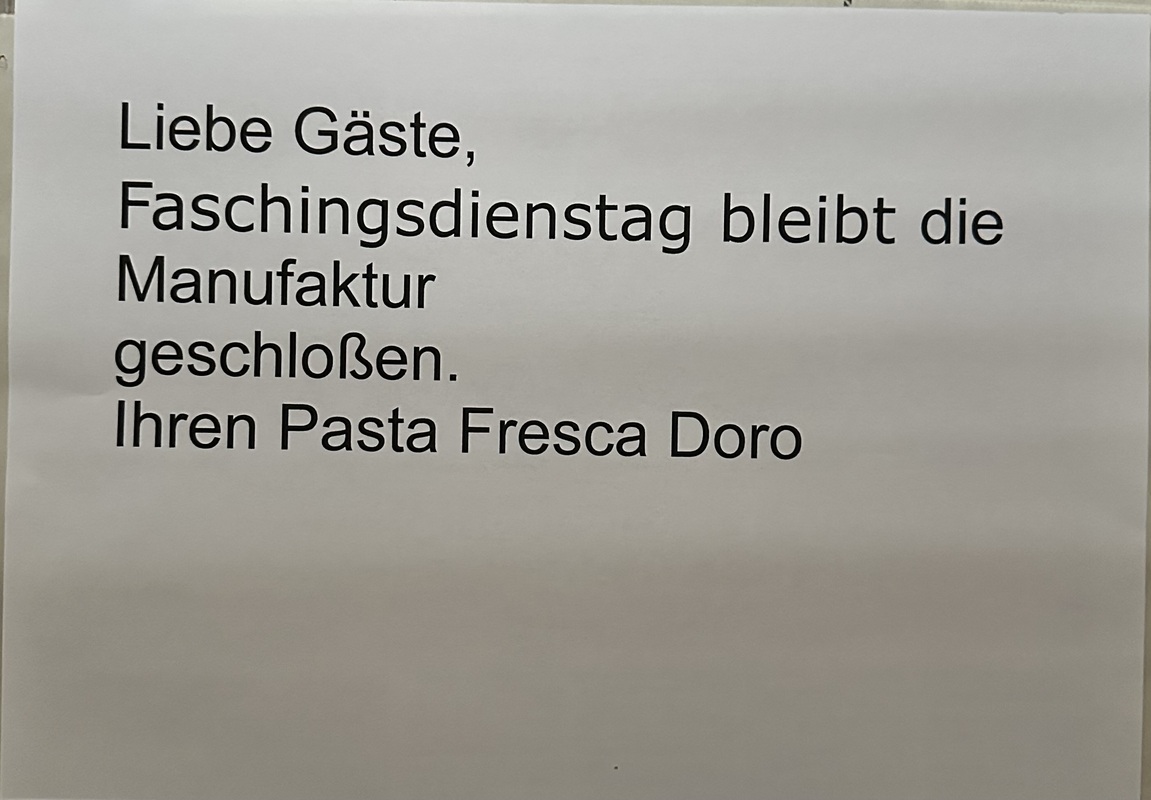 Liebe Gäste,
Faschingsdienstag bleibt die
Manufaktur
geschloßen.
Ihren Pasta Fresca Doro